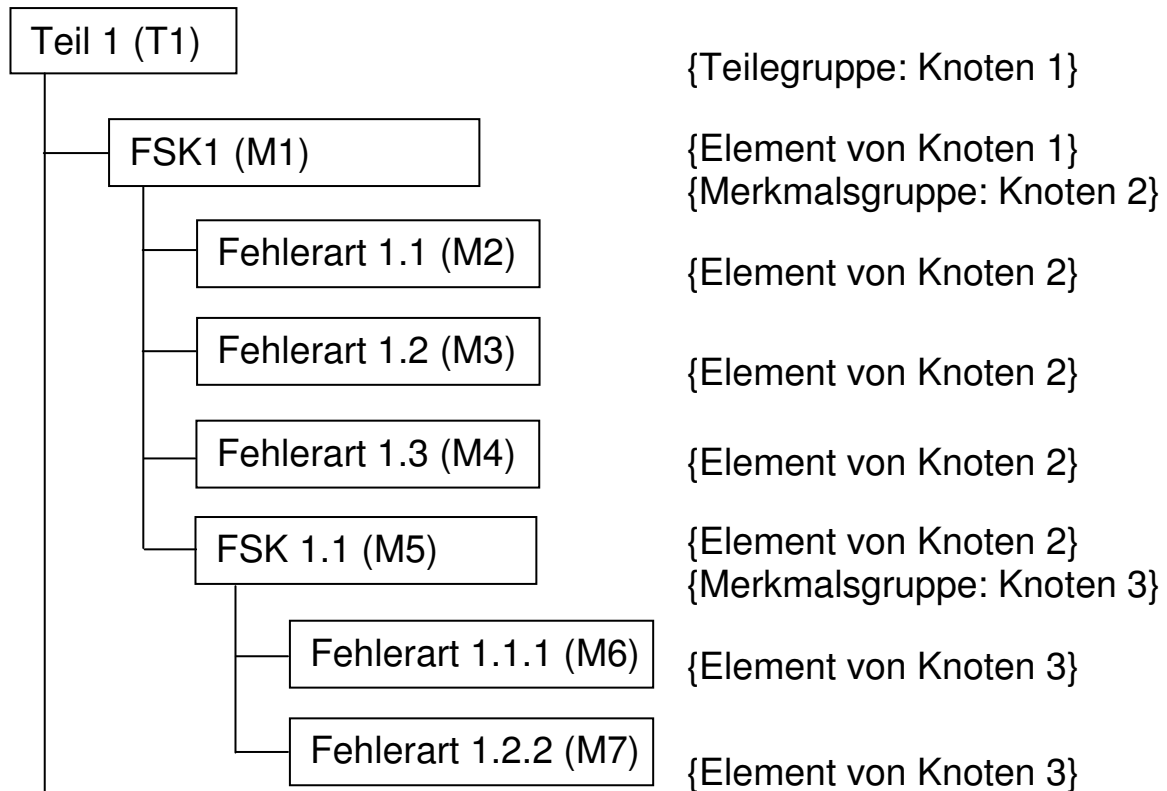 Teil 1 (T1)
{Teilegruppe: Knoten 1}
FSK1 (M1)
{Element von Knoten 1}
{Merkmalsgruppe: Knoten 2}
Fehlerart 1.1 (M2)
{Element von Knoten 2}
Fehlerart 1.2 (M3)
{Element von Knoten 2}
Fehlerart 1.3 (M4)
{Element von Knoten 2}
FSK 1.1 (M5)
{Element von Knoten 2}
{Merkmalsgruppe: Knoten 3}
Fehlerart 1.1.1 (M6)
{Element von Knoten 3}
Fehlerart 1.2.2 (M7)
{Element von Knoten 3}